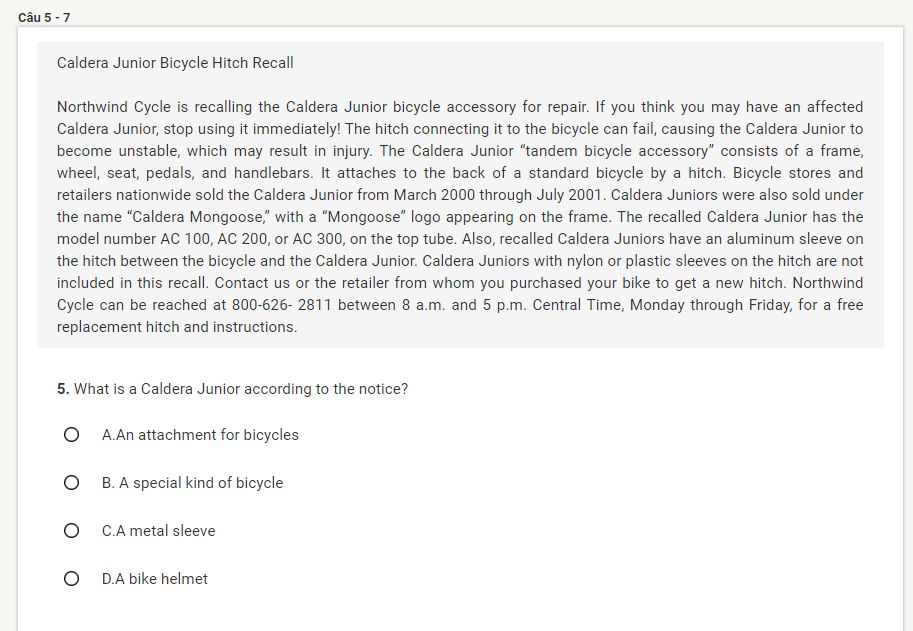 Câu 5 - 7
Caldera Junior Bicycle Hitch Recall
Northwind Cycle is recalling the Caldera Junior bicycle accessory for repair. If you think you may have an affected
Caldera Junior, stop using it immediately! The hitch connecting it to the bicycle can fail, causing the Caldera Junior to
become unstable, which may result in injury. The Caldera Junior “tandem bicycle accessory” consists of a frame,
wheel, seat, pedals, and handlebars. It attaches to the back of a standard bicycle by a hitch. Bicycle stores and
retailers nationwide sold the Caldera Junior from March 2000 through July 2001. Caldera Juniors were also sold under
the name “Caldera Mongoose,” with a “Mongoose” logo appearing on the frame. The recalled Caldera Junior has the
model number AC 100, AC 200, or AC 300, on the top tube. Also, recalled Caldera Juniors have an aluminum sleeve on
the hitch between the bicycle and the Caldera Junior. Caldera Juniors with nylon or plastic sleeves on the hitch are not
included in this recall. Contact us or the retailer from whom you purchased your bike to get a new hitch. Northwind
Cycle can be reached at 800-626- 2811 between 8 a.m. and 5 p.m. Central Time, Monday through Friday, for a free
replacement hitch and instructions.
5. What is a Caldera Junior according to the notice?
A.An attachment for bicycles
B. A special kind of bicycle
C.A metal sleeve
D.A bike helmet